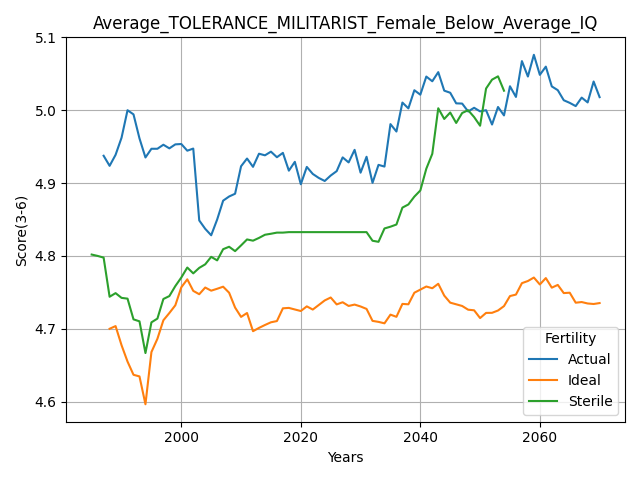 Average_TOLERANCE_MILITARIST_Female_Below_Average_IQ
5.1
5.0
4.9
4.8
4.7
4.6
Score(3-6)
2000
2020
2040
2060
Years
Fertility
Actual
Ideal
Sterile